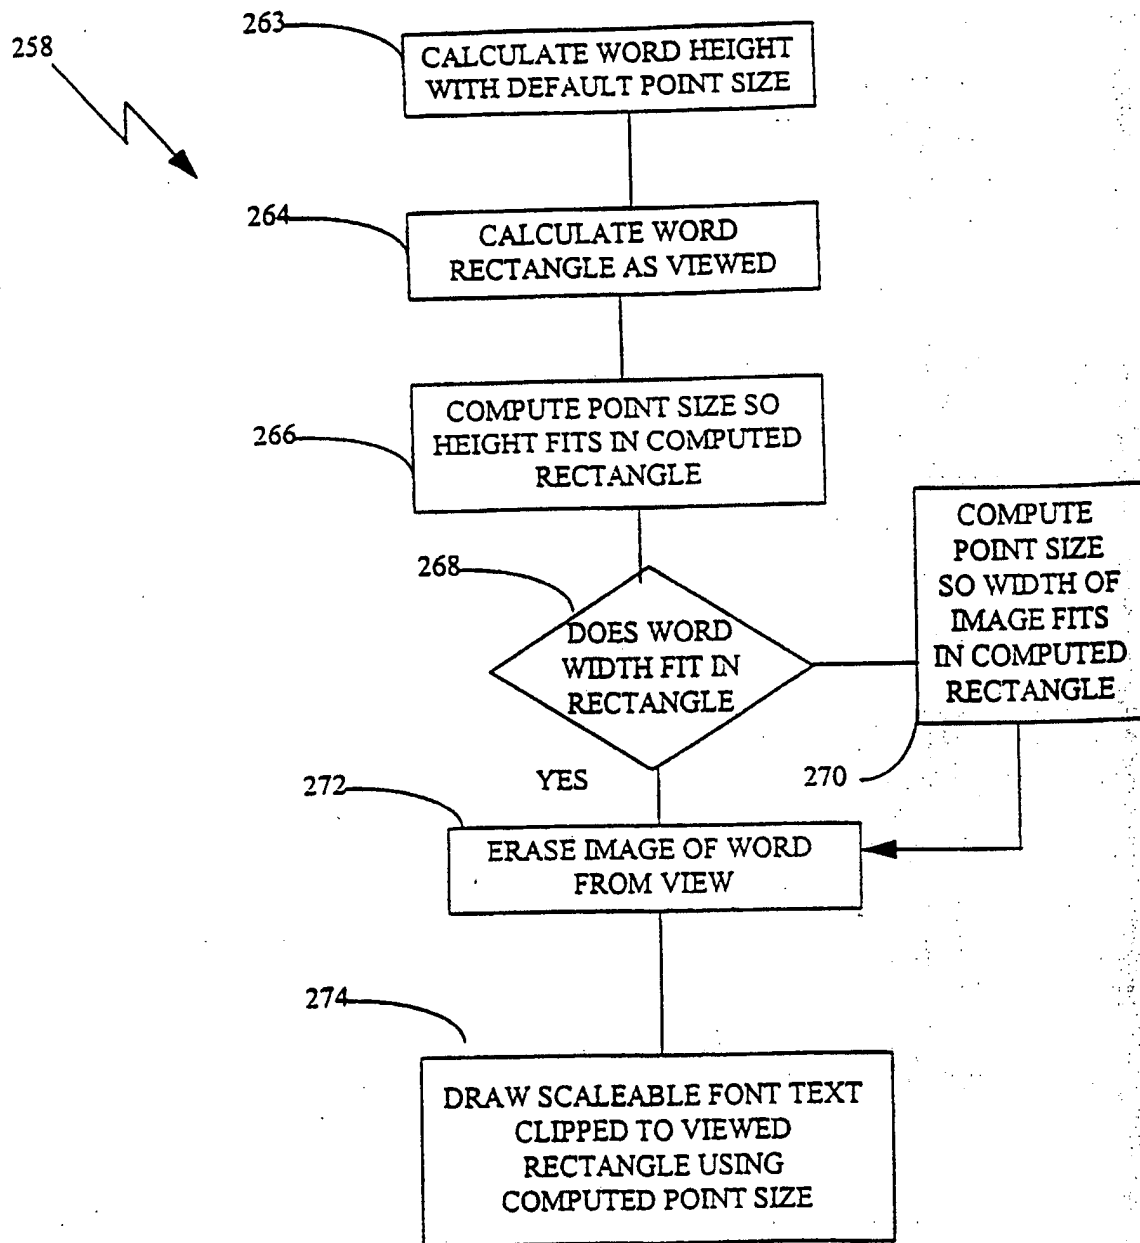 263
258
CALCULATE WORD HEIGHT
WITH DEFAULT POINT SIZE
264
CALCULATE WORD
RECTANGLE AS VIEWED
COMPUTE POINT SIZE SO
HEIGHT FITS IN COMPUTED
RECTANGLE
266
COMPUTE
POINT SIZE
SO WIDTH OF
IMAGE FITS
IN COMPUTED
RECTANGLE
268
DOES WORD
WIDTH FIT IN
RECTANGLE
270
YES
272
ERASE IMAGE OF WORD
FROM VIEW
274
DRAW SCALEABLE FONT TEXT
CLIPPED TO VIEWED
RECTANGLE USING
COMPUTED POINT SIZE